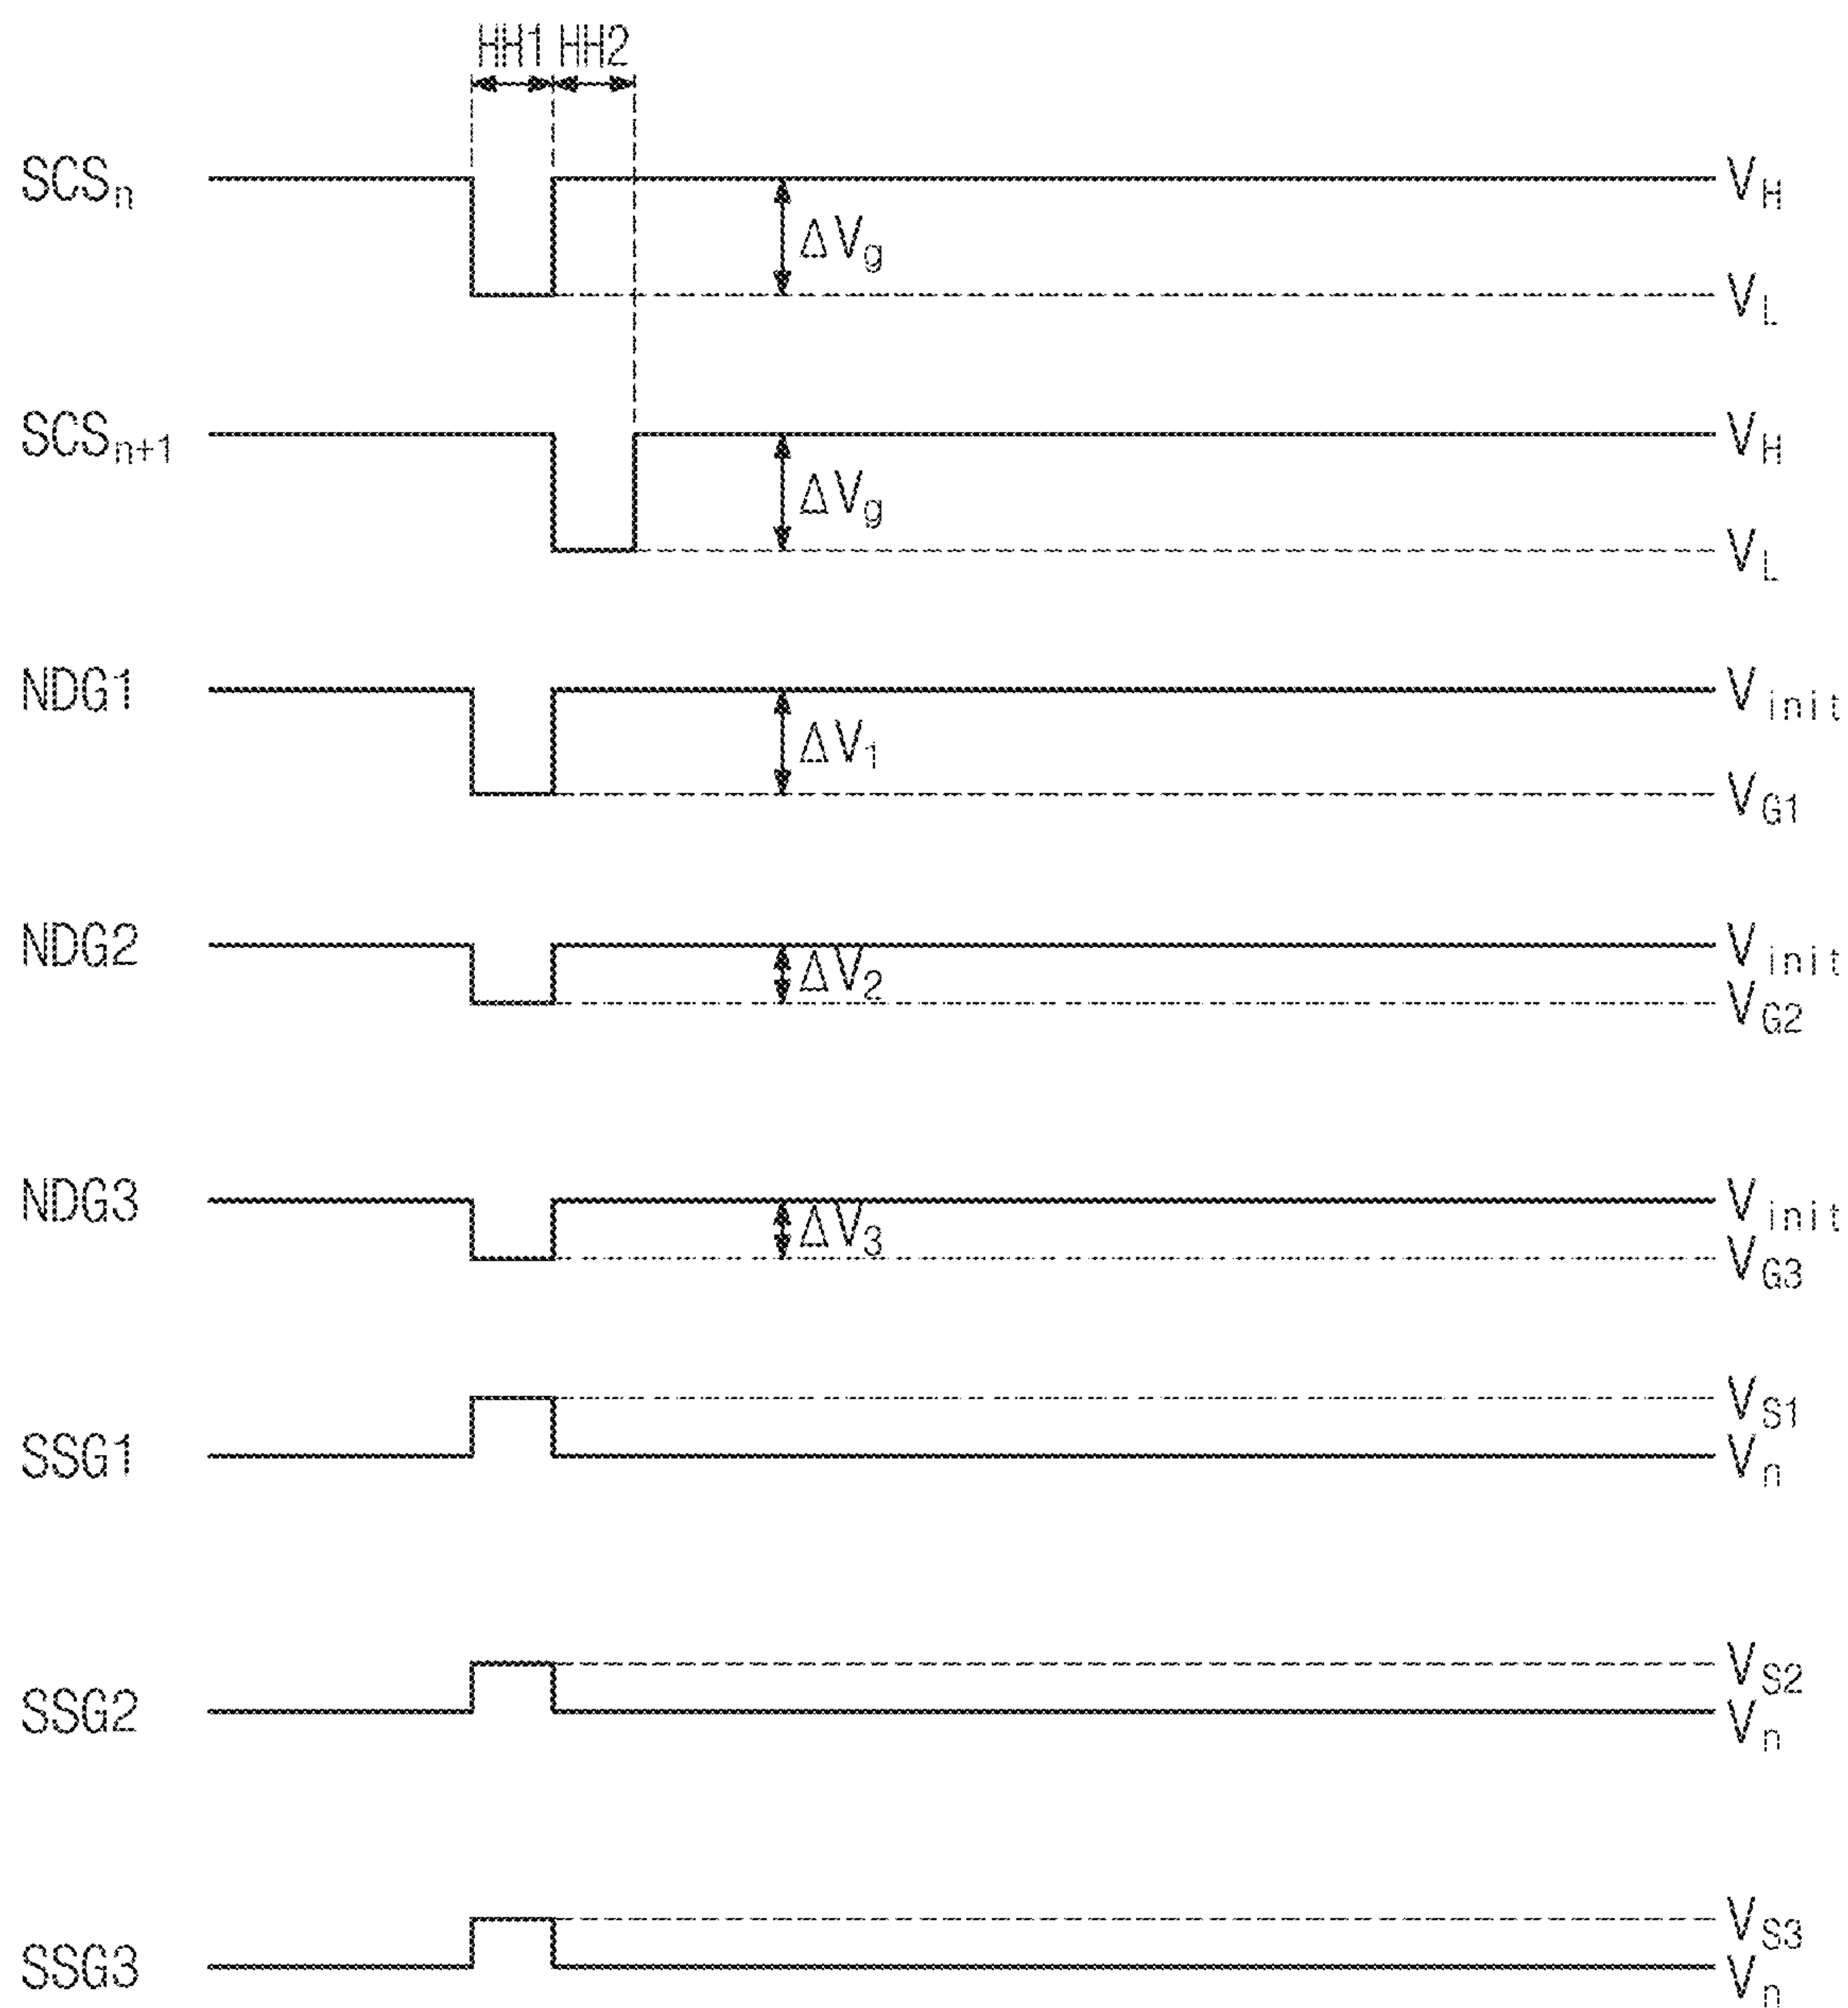 HH1 HH2
SCSn VH
ΔVg
VL
SCSn+1 VH
ΔVg
VL
NDG1 Vinit
ΔV1
VG1
NDG2 Vinit
ΔV2
VG2
NDG3 Vinit
ΔV3
VG3
VS1
SSG1 Vn
VS2
SSG2 Vn
VS3
SSG3 Vn